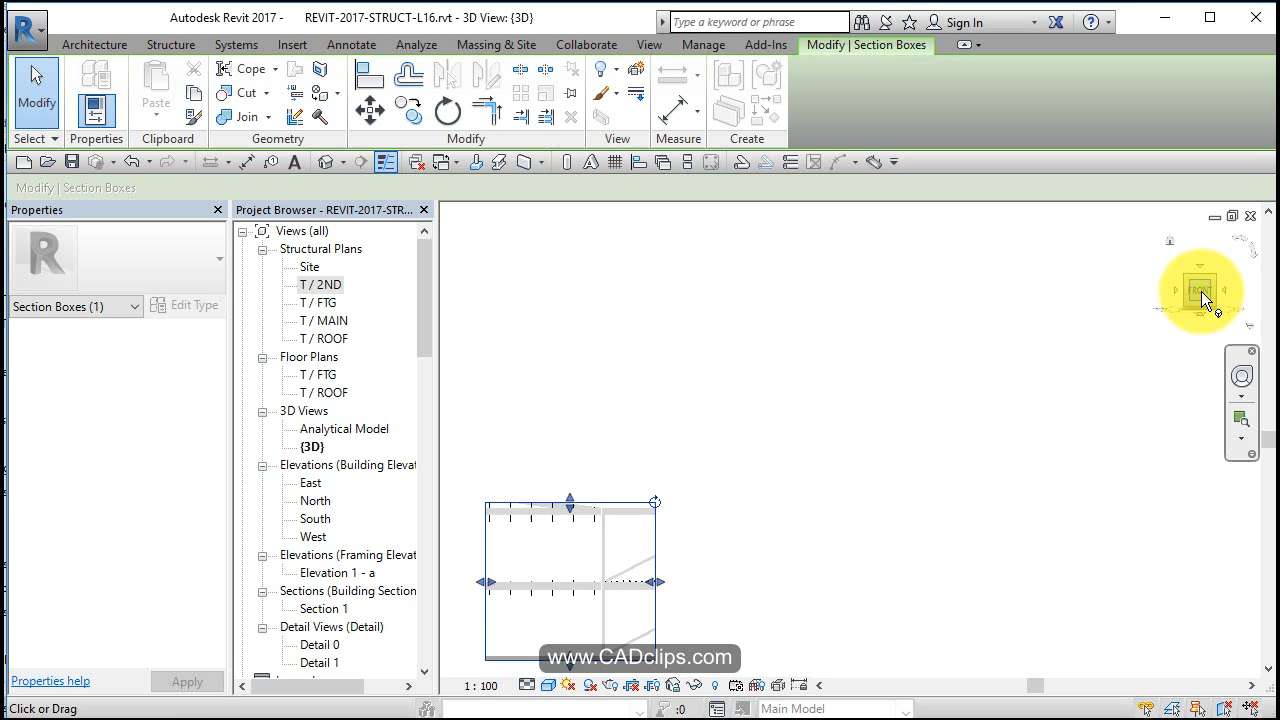 Autodesk Revit 2017 - REVIT-2017-STRUCT-L16.rvt - 3D View: {3D}
Type a keyword or phrase
Sign In
Architecture Structure Systems Insert Annotate Analyze Massing & Site Collaborate View Manage Add-Ins Modify | Section Boxes
Modify
Paste
Cope
Cut
Join
Select Properties Clipboard Geometry Modify View Measure Create
Modify | Section Boxes
Properties
Project Browser - REVIT-2017-STR...
Section Boxes (1)
Edit Type
Views (all)
Structural Plans
Site
T / 2ND
T / FTG
T / MAIN
T / ROOF
Floor Plans
T / FTG
T / ROOF
3D Views
Analytical Model
{3D}
Elevations (Building Elevat
East
North
South
West
Elevations (Framing Elevat
Elevation 1 - a
Sections (Building Section
Section 1
Detail Views (Detail)
Detail 0
Detail 1
FRONT
www.CADclips.com
Properties help
Apply
1 : 100
Click or Drag
:0
Main Model